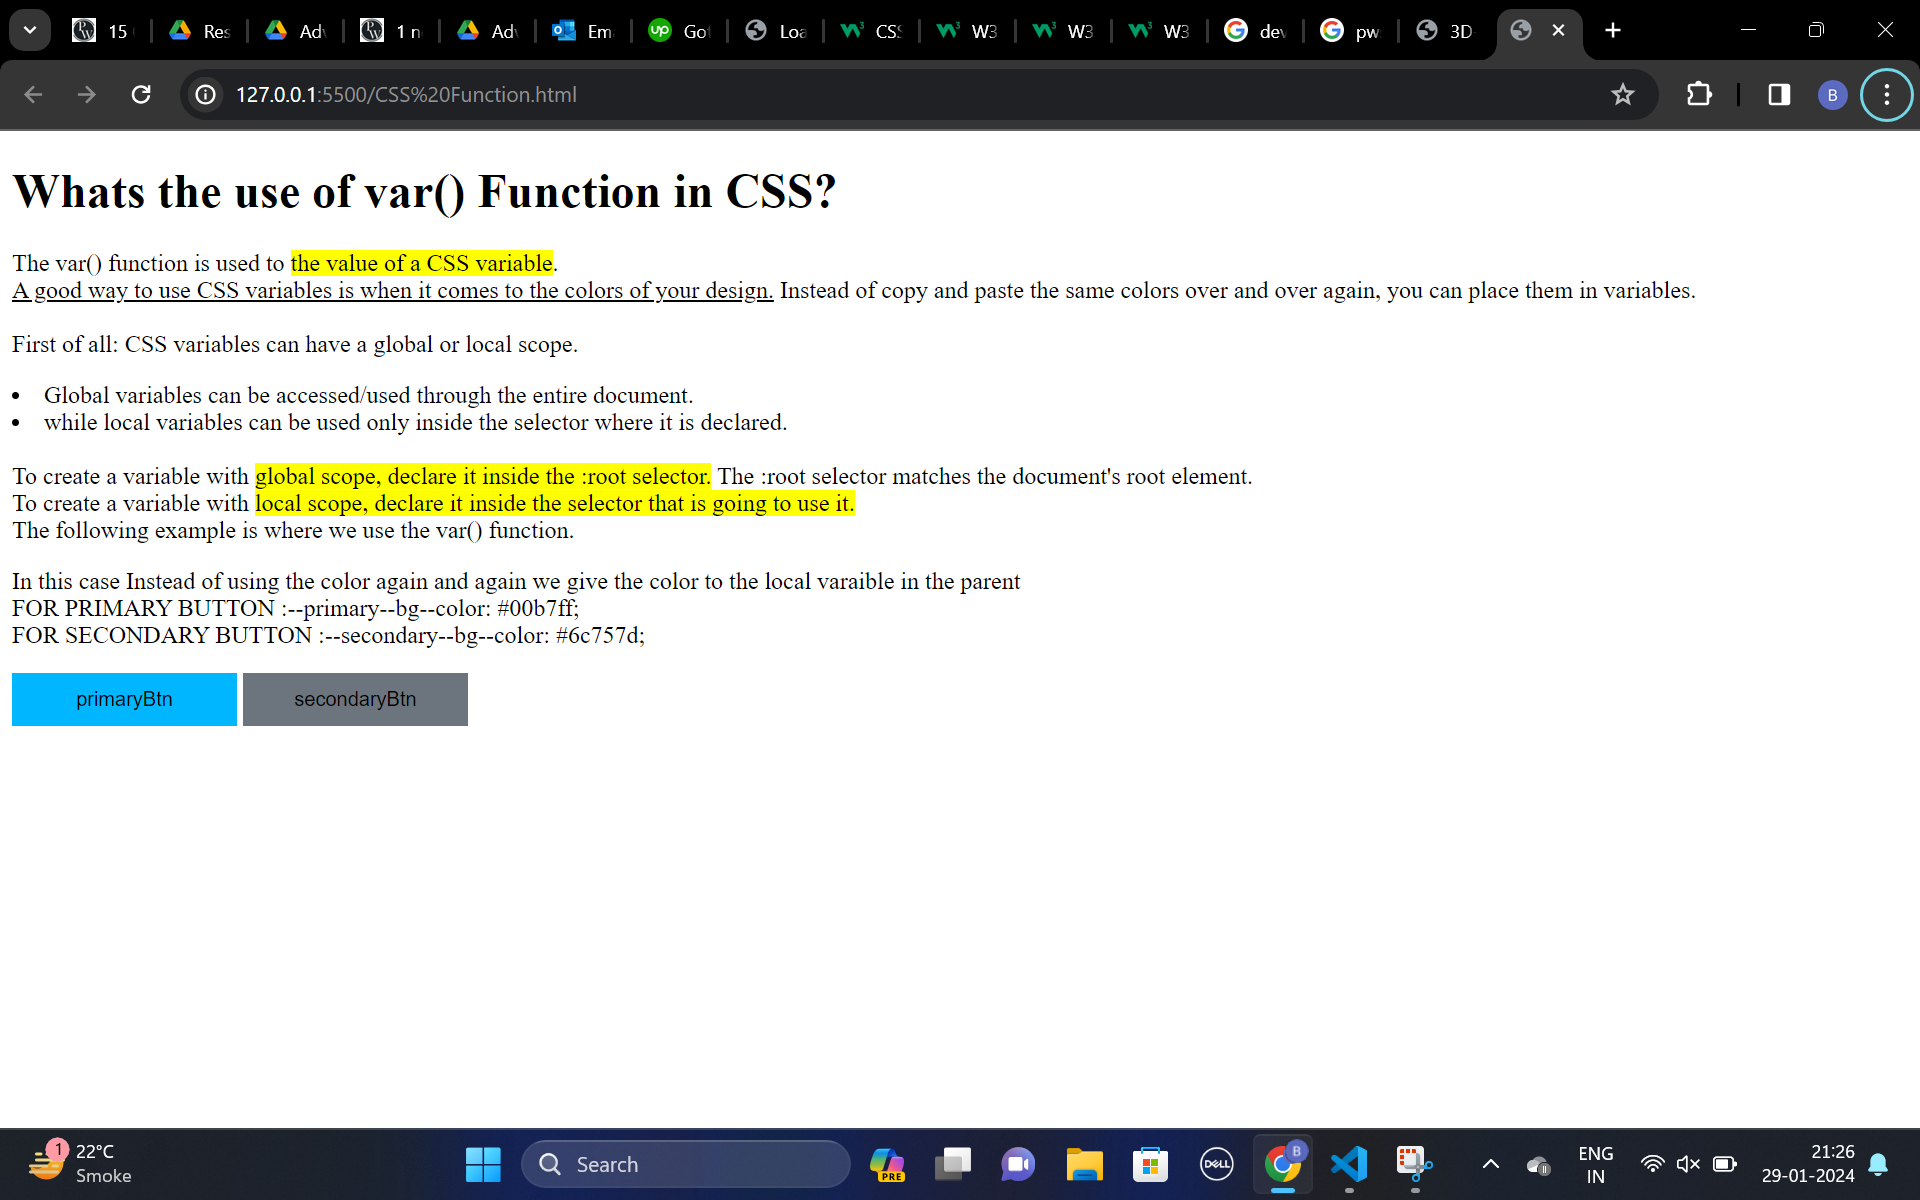 15
Res
Adv
1 n
Adv
Em
up
Got
Loa
CSS
W3
W3
W3
dev
pw
3D
127.0.0.1:5500/CSS%20Function.html
B
Whats the use of var() Function in CSS?
The var() function is used to the value of a CSS variable.
A good way to use CSS variables is when it comes to the colors of your design. Instead of copy and paste the same colors over and over again, you can place them in variables.
First of all: CSS variables can have a global or local scope.
• Global variables can be accessed/used through the entire document.
• while local variables can be used only inside the selector where it is declared.
To create a variable with global scope, declare it inside the :root selector. The :root selector matches the document's root element.
To create a variable with local scope, declare it inside the selector that is going to use it.
The following example is where we use the var() function.
In this case Instead of using the color again and again we give the color to the local varaible in the parent
FOR PRIMARY BUTTON :--primary--bg--color: #00b7ff;
FOR SECONDARY BUTTON :--secondary--bg--color: #6c757d;
primaryBtn
secondaryBtn
1
22°C
Smoke
Search
PRE
DELL
B
ENG
IN
21:26
29-01-2024